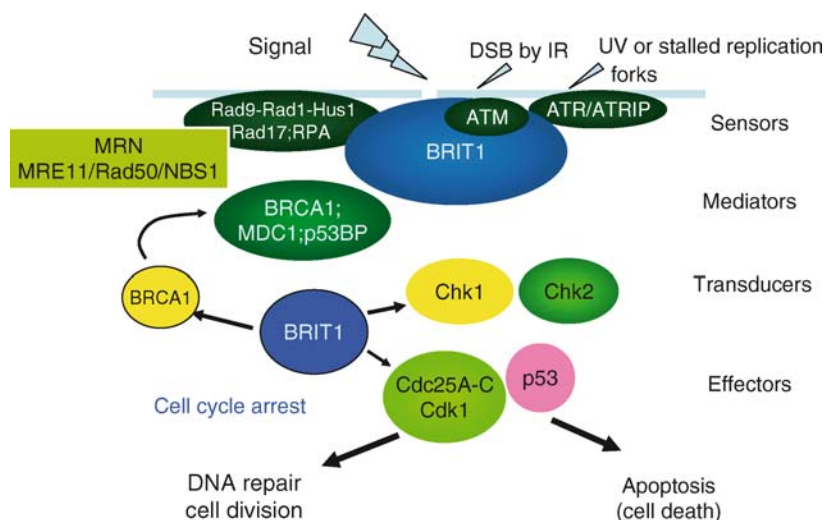 Signal
DSB by IR
UV or stalled replication
forks
Rad9-Rad1-Hus1
Rad17;RPA
ATM
ATR/ATRIP
Sensors
BRIT1
MRN
MRE11/Rad50/NBS1
Mediators
BRCA1;
MDC1;p53BP
Transducers
BRCA1
Chk1
Chk2
BRIT1
Cdc25A-C
Cdk1
p53
Effectors
Cell cycle arrest
DNA repair
cell division
Apoptosis
(cell death)